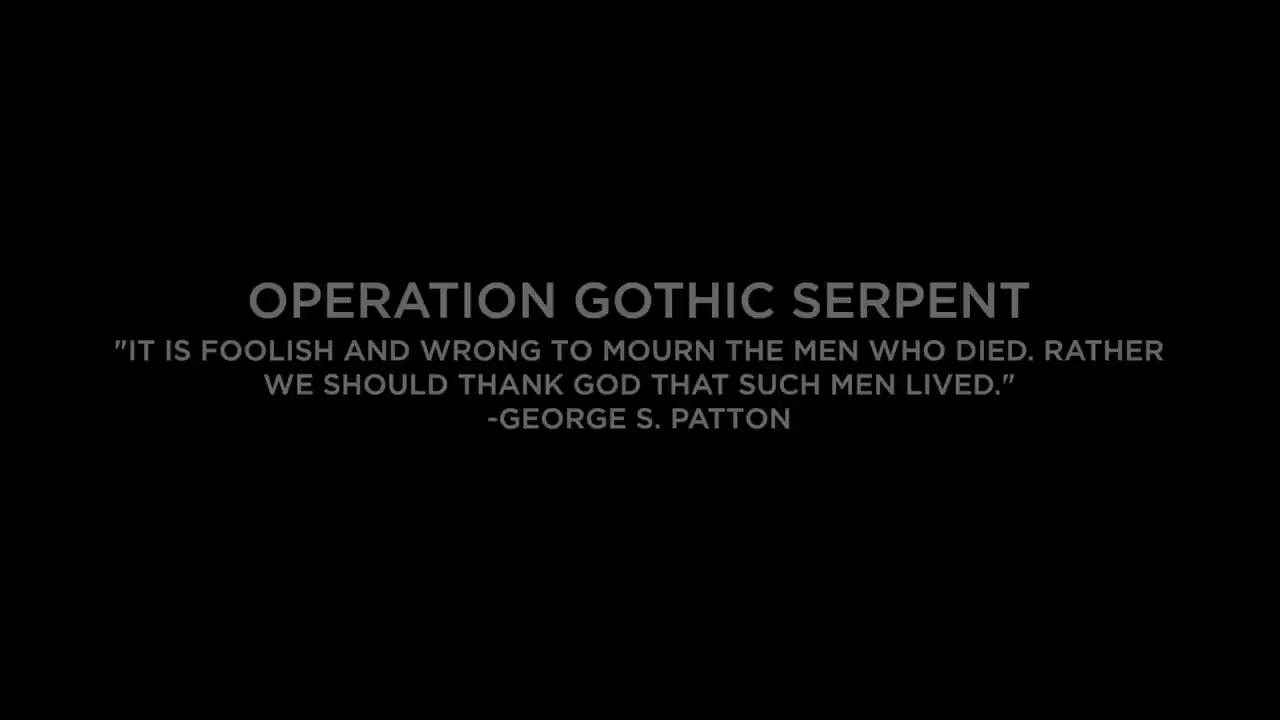 OPERATION GOTHIC SERPENT
"IT IS FOOLISH AND WRONG TO MOURN THE MEN WHO DIED. RATHER
WE SHOULD THANK GOD THAT SUCH MEN LIVED."
-GEORGE S. PATTON